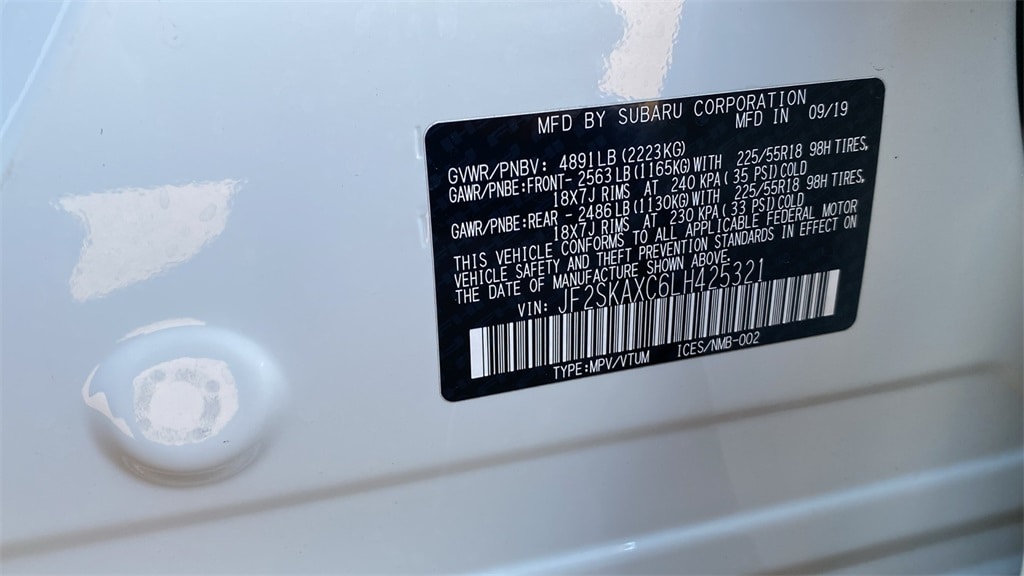 MFD BY SUBARU CORPORATION
MFD IN 09/19
GVWR/PNBV: 4891LB (2223KG)
GAWR/PNBE:FRONT-2563LB(1165KG)WITH 225/55R18 98H TIRES,
18X7J RIMS AT 240 KPA(35 PSI)COLD
GAWR/PNBE:REAR -2486LB(1130KG)WITH 225/55R18 98H TIRES,
18X7J RIMS AT 230 KPA(33 PSI)COLD
THIS VEHICLE CONFORMS TO ALL APPLICABLE FEDERAL MOTOR
VEHICLE SAFETY AND THEFT PREVENTION STANDARDS IN EFFECT ON
THE DATE OF MANUFACTURE SHOWN ABOVE.
VIN: JF2SKAXC6LH425321
TYPE:MPV/VTUM ICES/NMB-002